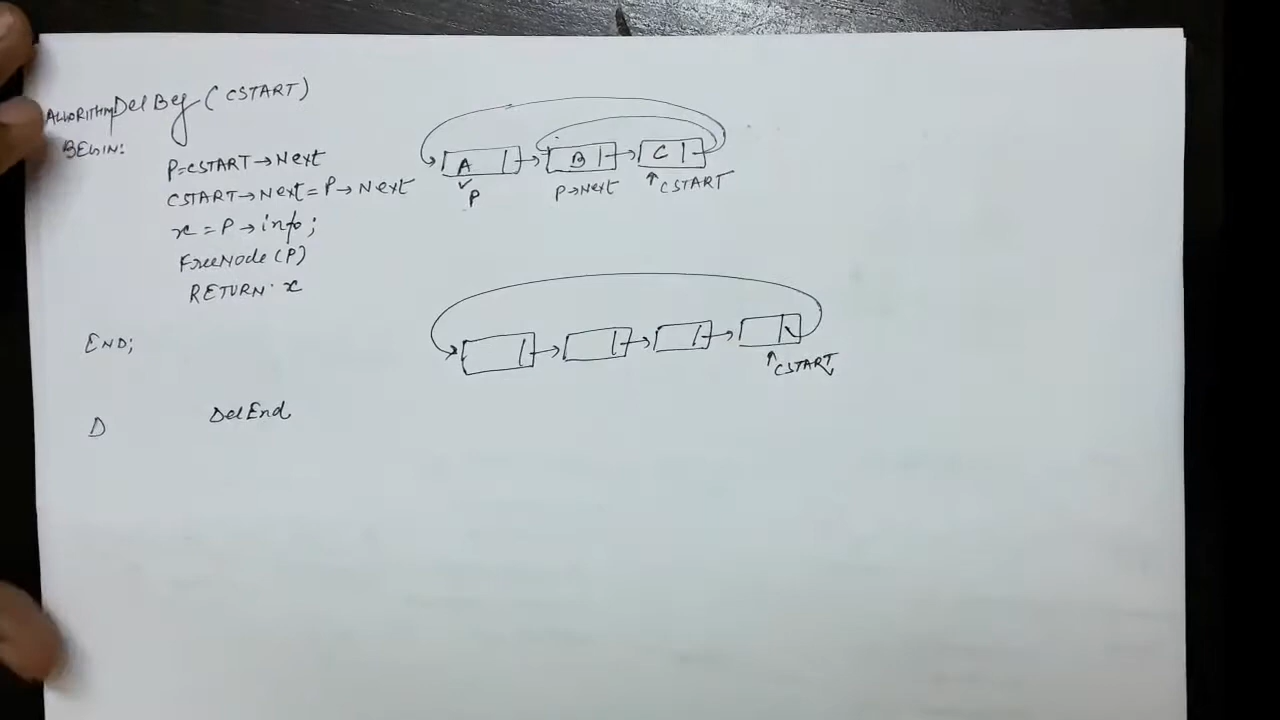 ALGORITHM DelBeg (CSTART)
BEGIN:
P=CSTART→Next
CSTART→Next=P→Next
x=P→info;
FreeNode(P)
RETURN x
END;
A B C
P P→Next CSTART
CSTART
D DelEnd